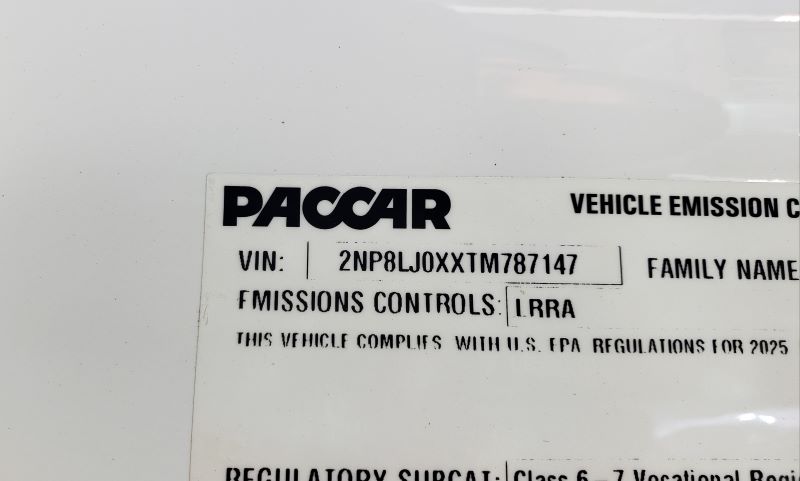 PACCAR VEHICLE EMISSION C
VIN: 2NP8LJ0XXTM787147 FAMILY NAME
EMISSIONS CONTROLS: LRRA
THIS VEHICLE COMPLIES WITH U.S. EPA REGULATIONS FOR 2025
REGULATORY SUBCAT: Class 6 - 7 Vocational Regi